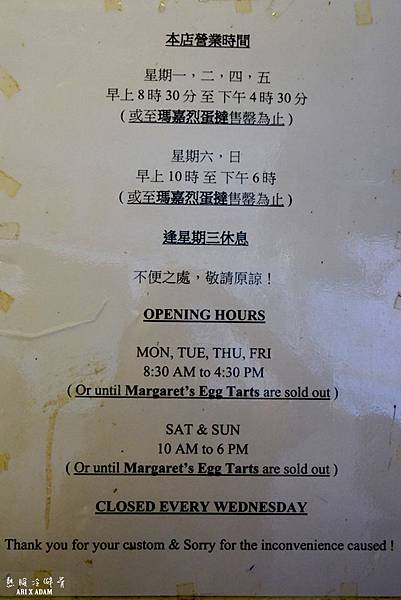 本店營業時間
星期一，二，四，五
早上 8 時 30 分 至 下午 4 時 30 分
( 或至瑪嘉烈蛋撻售罄為止 )
星期六，日
早上 10 時 至 下午 6 時
( 或至瑪嘉烈蛋撻售罄為止 )
逢星期三休息
不便之處，敬請原諒 !
OPENING HOURS
MON, TUE, THU, FRI
8:30 AM to 4:30 PM
( Or until Margaret's Egg Tarts are sold out )
SAT & SUN
10 AM to 6 PM
( Or until Margaret's Egg Tarts are sold out )
CLOSED EVERY WEDNESDAY
Thank you for your custom & Sorry for the inconvenience caused !
ARI X ADAM